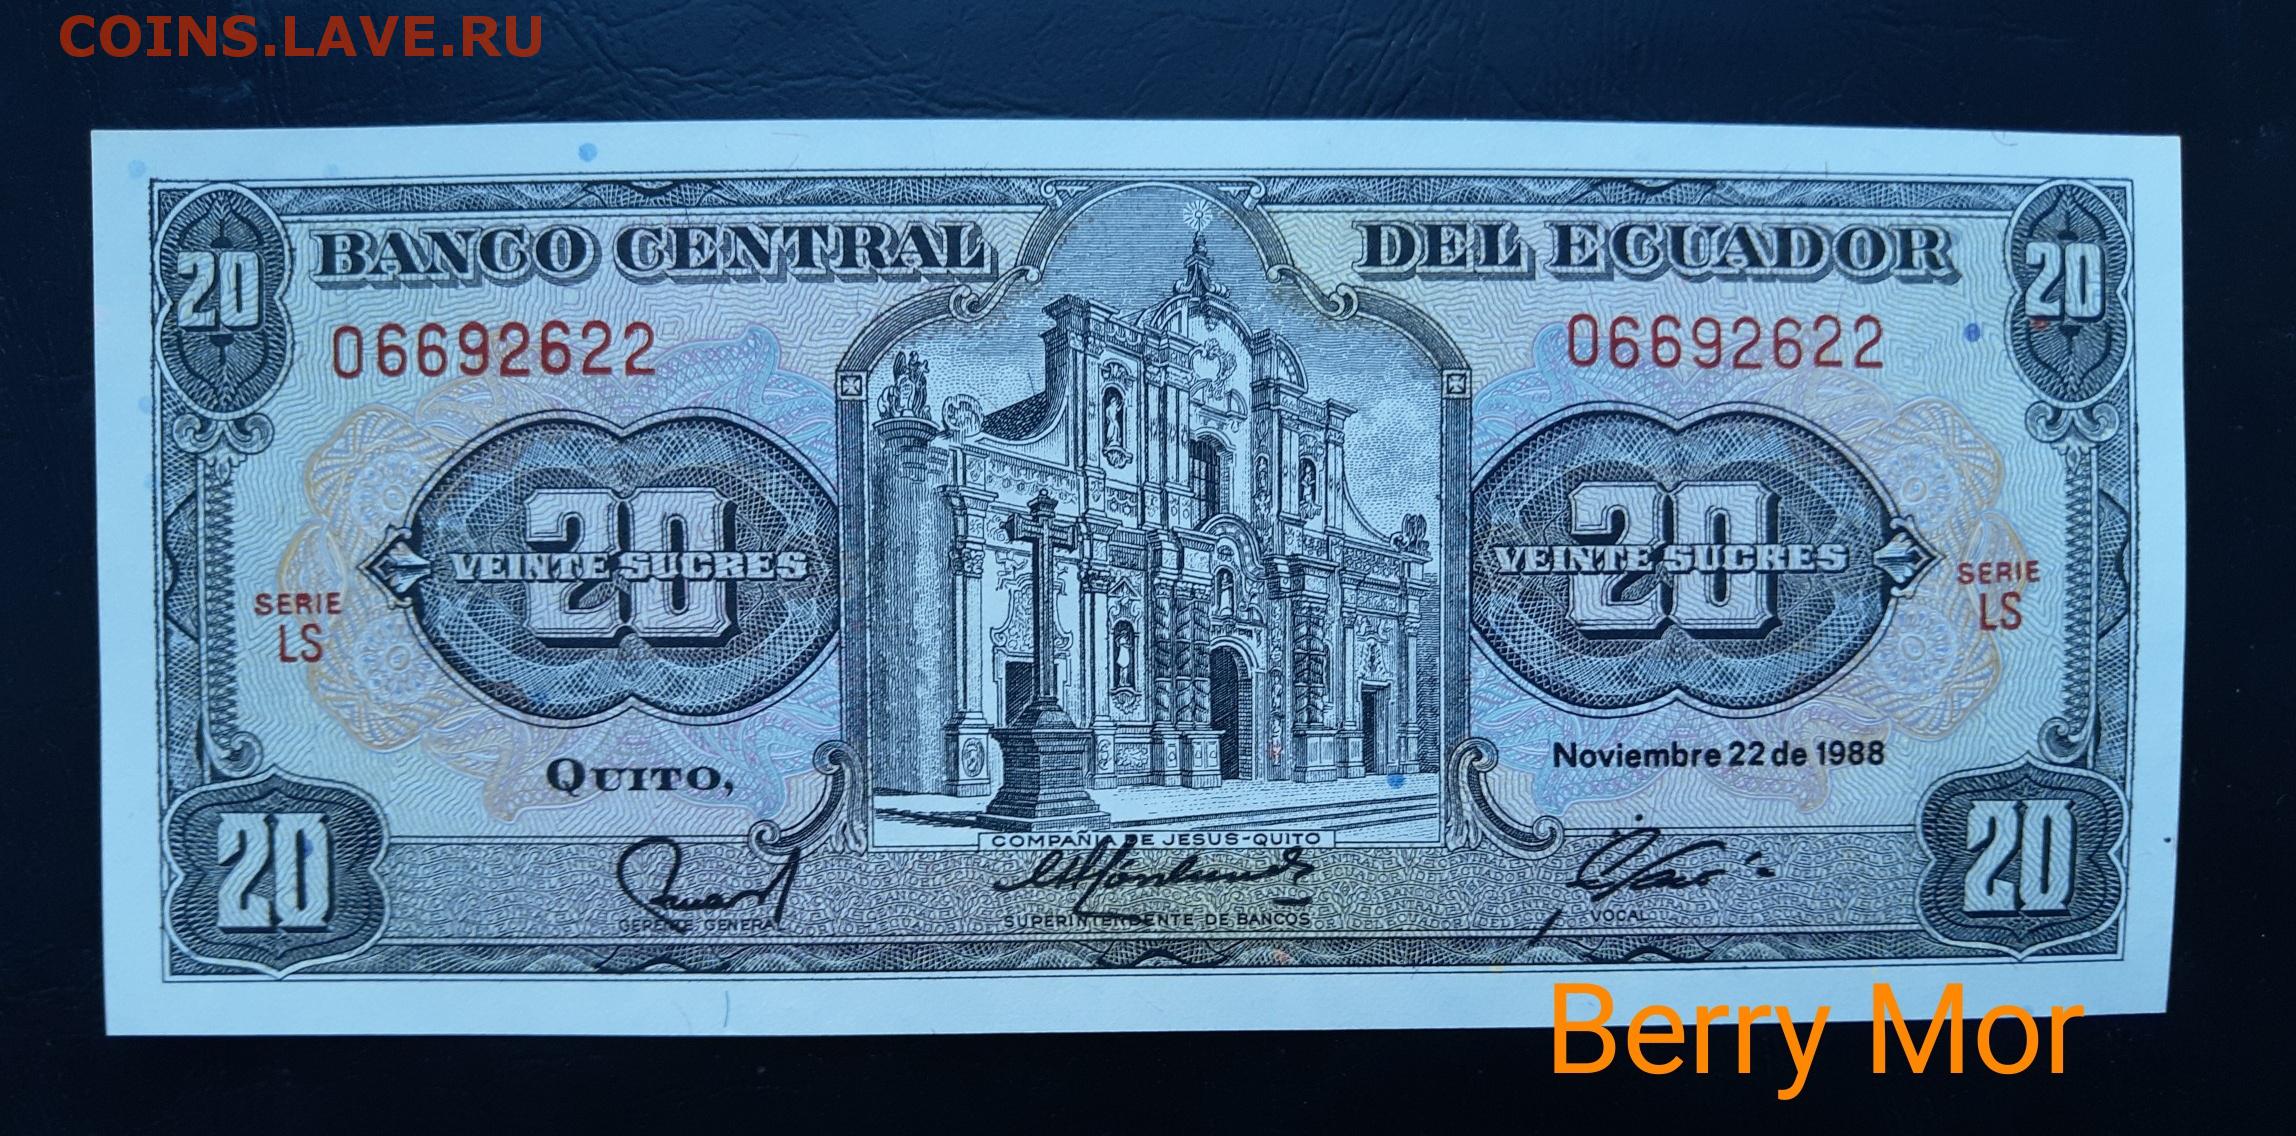 COINS.LAVE.RU
20 BANCO CENTRAL DEL ECUADOR 20
06692622 06692622
20 20
VEINTE SUCRES VEINTE SUCRES
SERIE SERIE
LS LS
QUITO, Noviembre 22 de 1988
20 20
COMPAÑIA DE JESUS-QUITO
GERENTE GENERAL SUPERINTENDENTE DE BANCOS VOCAL
Berry Mor